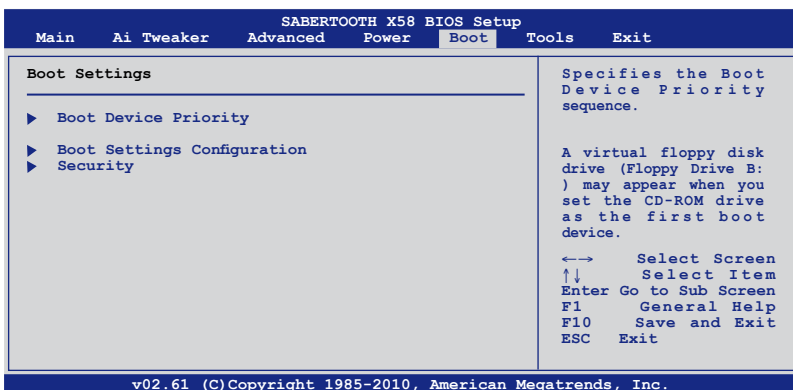 SABERTOOTH X58 BIOS Setup
Main Ai Tweaker Advanced Power Boot Tools Exit
Boot Settings
Boot Device Priority
Boot Settings Configuration
Security
Specifies the Boot
Device Priority
sequence.
A virtual floppy disk
drive (Floppy Drive B:
) may appear when you
set the CD-ROM drive
as the first boot
device.
←→ Select Screen
↑↓ Select Item
Enter Go to Sub Screen
F1 General Help
F10 Save and Exit
ESC Exit
v02.61 (C)Copyright 1985-2010, American Megatrends, Inc.